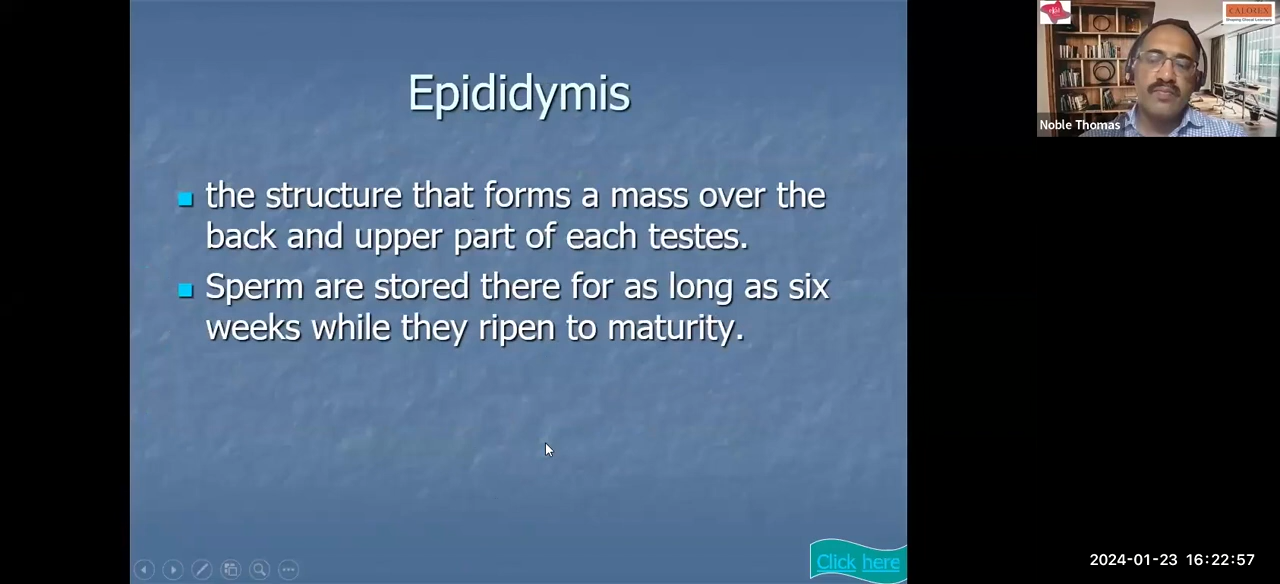 Epididymis
the structure that forms a mass over the
back and upper part of each testes.
Sperm are stored there for as long as six
weeks while they ripen to maturity.
Click here
CALOREX
Noble Thomas
2024-01-23 16:22:57